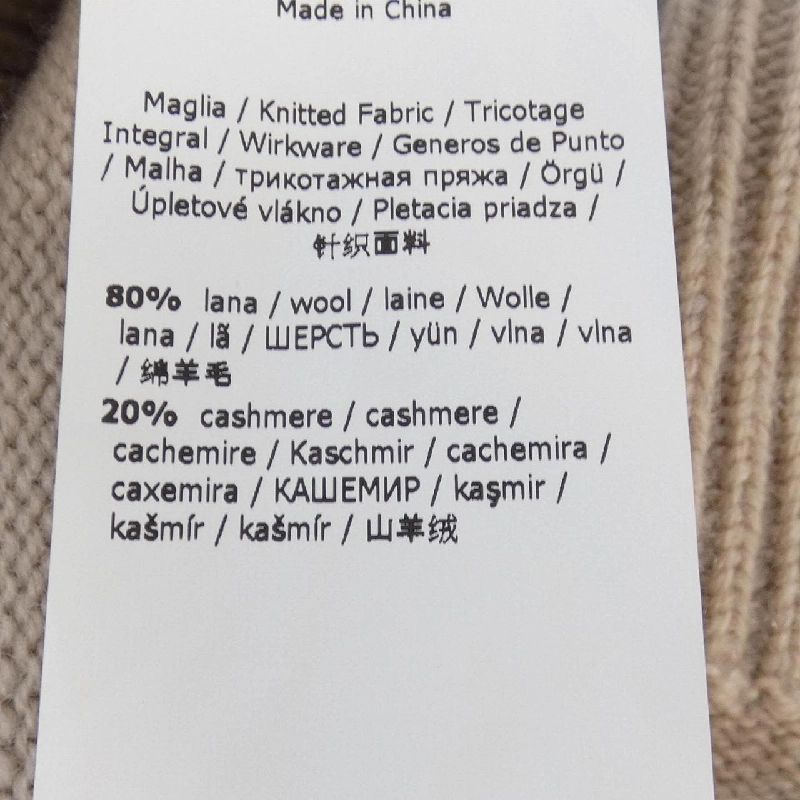 Made in China
Maglia / Knitted Fabric / Tricotage
Integral / Wirkware / Generos de Punto
/ Malha / трикотажная пряжа / Örgü /
Úpletové vlákno / Pletacia priadza /
针织面料
80% lana / wool / laine / Wolle /
lana / lã / ШЕРСТЬ / yün / vlna / vlna
/ 绵羊毛
20% cashmere / cashmere /
cachemire / Kaschmir / cachemira /
caxemira / КАШЕМИР / kaşmir /
kašmír / kašmír / 山羊绒